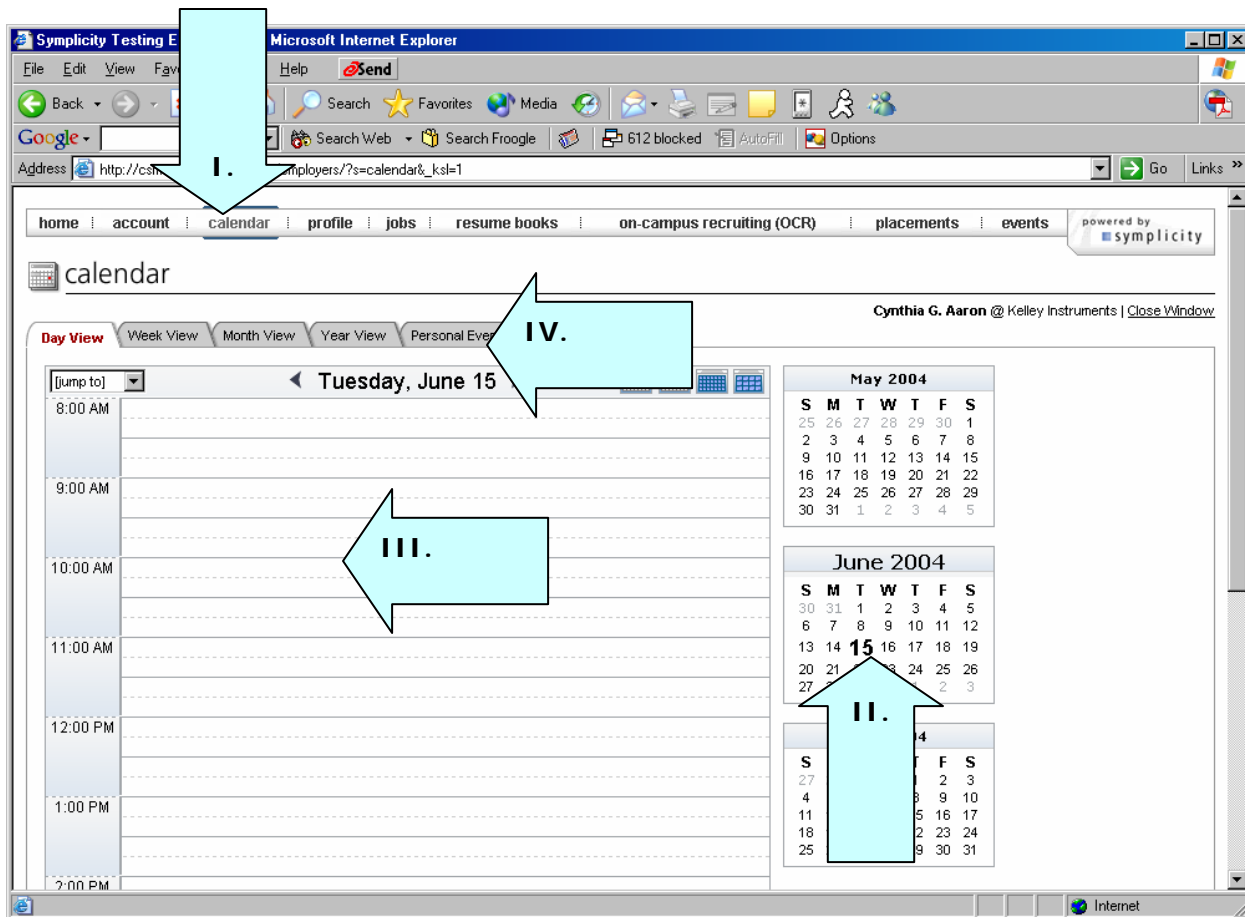 Symplicity Testing E Microsoft Internet Explorer
File Edit View Help eSend
Back Search Favorites Media
Google Search Web Search Froogle 612 blocked AutoFill Options
Address I. mployers/?s=calendar&_ksl=1 Go Links »
home account calendar profile jobs resume books on-campus recruiting (OCR) placements events powered by
symplicity
calendar
Cynthia G. Aaron @ Kelley Instruments | Close Window
Day View Week View Month View Year View Personal IV.
[jump to] Tuesday, June 15
8:00 AM
9:00 AM
III.
10:00 AM
11:00 AM
12:00 PM
1:00 PM
2:00 PM
May 2004
S M T W T F S
25 26 27 28 29 30 1
2 3 4 5 6 7 8
9 10 11 12 13 14 15
16 17 18 19 20 21 22
23 24 25 26 27 28 29
30 31 1 2 3 4 5
June 2004
S M T W T F S
30 31 1 2 3 4 5
6 7 8 9 10 11 12
13 14 15 16 17 18 19
20 21 24 25 26
27 2 3
II.
S F S
27 2 3
4 9 10
11 16 17
18 23 24
25 30 31
Internet